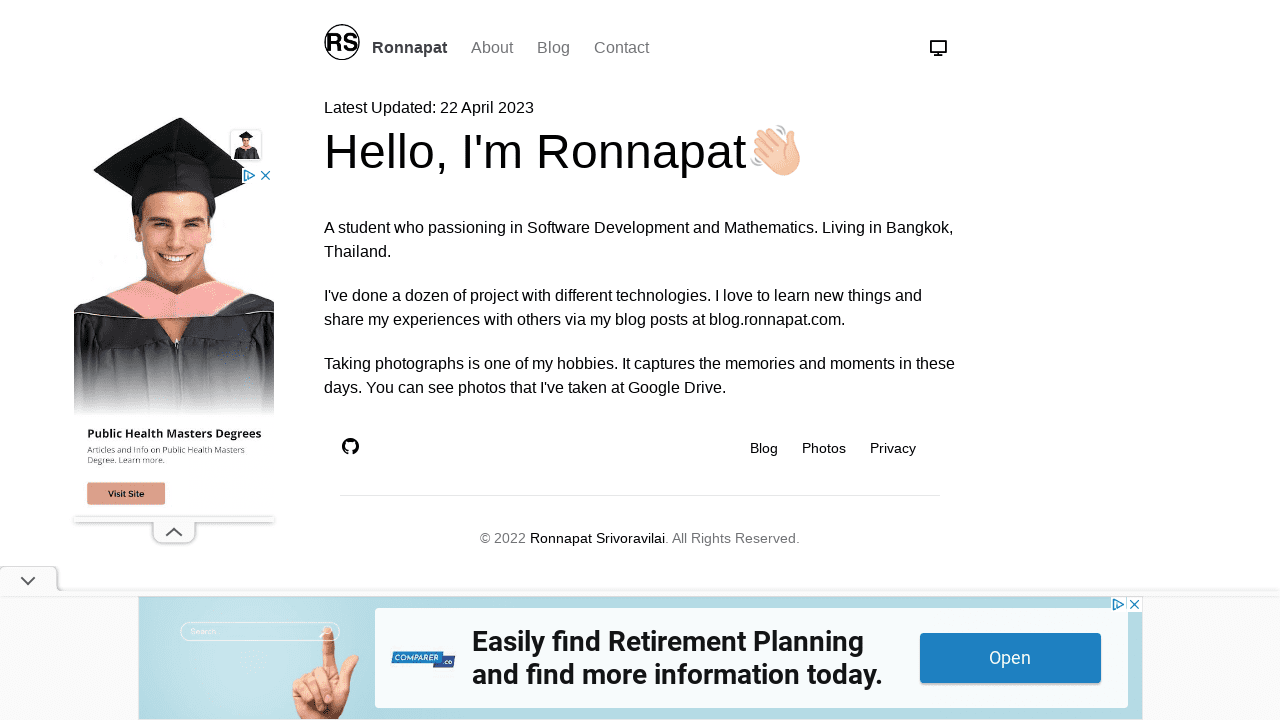 RS
Ronnapat About Blog Contact
Latest Updated: 22 April 2023
Hello, I'm Ronnapat👋🏻
A student who passioning in Software Development and Mathematics. Living in Bangkok,
Thailand.
I've done a dozen of project with different technologies. I love to learn new things and
share my experiences with others via my blog posts at blog.ronnapat.com.
Taking photographs is one of my hobbies. It captures the memories and moments in these
days. You can see photos that I've taken at Google Drive.
Blog Photos Privacy
© 2022 Ronnapat Srivoravilai. All Rights Reserved.
Public Health Masters Degrees
Articles and Info on Public Health Masters
Degree. Learn more.
Visit Site
Search
COMPARER.CO
Easily find Retirement Planning
and find more information today.
Open